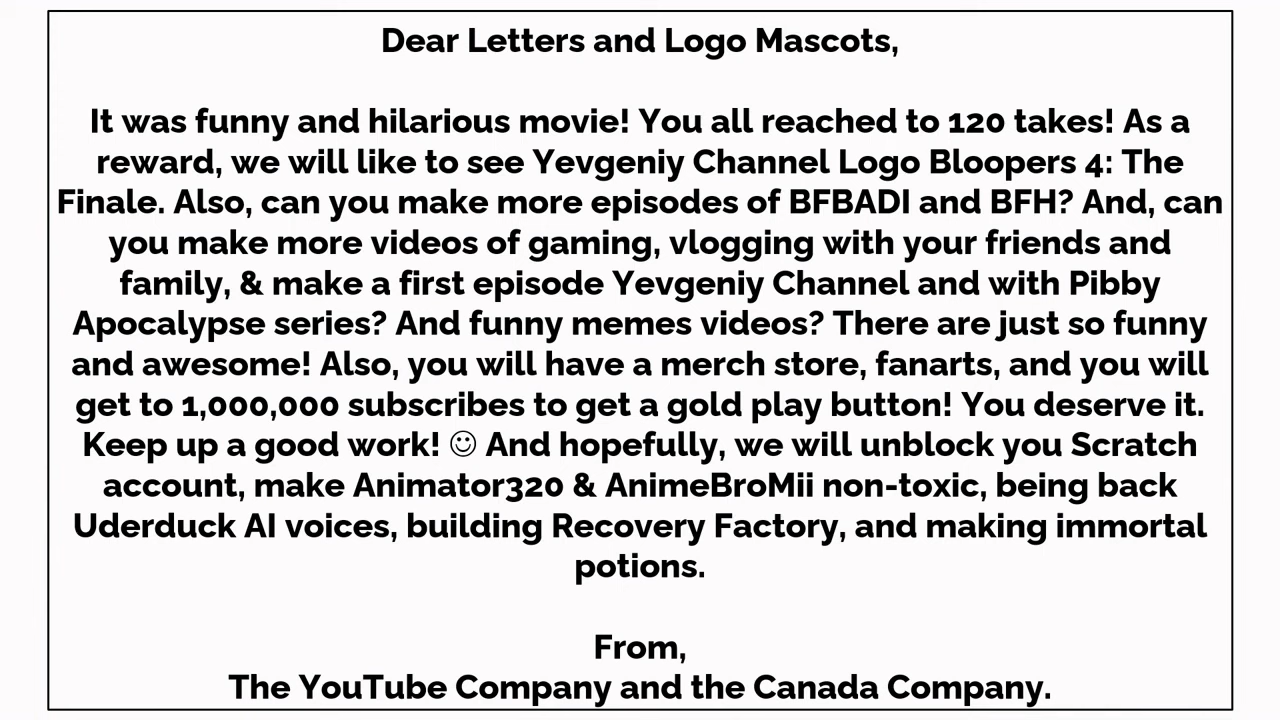 Dear Letters and Logo Mascots,
It was funny and hilarious movie! You all reached to 120 takes! As a
reward, we will like to see Yevgeniy Channel Logo Bloopers 4: The
Finale. Also, can you make more episodes of BFBADI and BFH? And, can
you make more videos of gaming, vlogging with your friends and
family, & make a first episode Yevgeniy Channel and with Pibby
Apocalypse series? And funny memes videos? There are just so funny
and awesome! Also, you will have a merch store, fanarts, and you will
get to 1,000,000 subscribes to get a gold play button! You deserve it.
Keep up a good work! ☺ And hopefully, we will unblock you Scratch
account, make Animator320 & AnimeBroMii non-toxic, being back
Uderduck AI voices, building Recovery Factory, and making immortal
potions.
From,
The YouTube Company and the Canada Company.